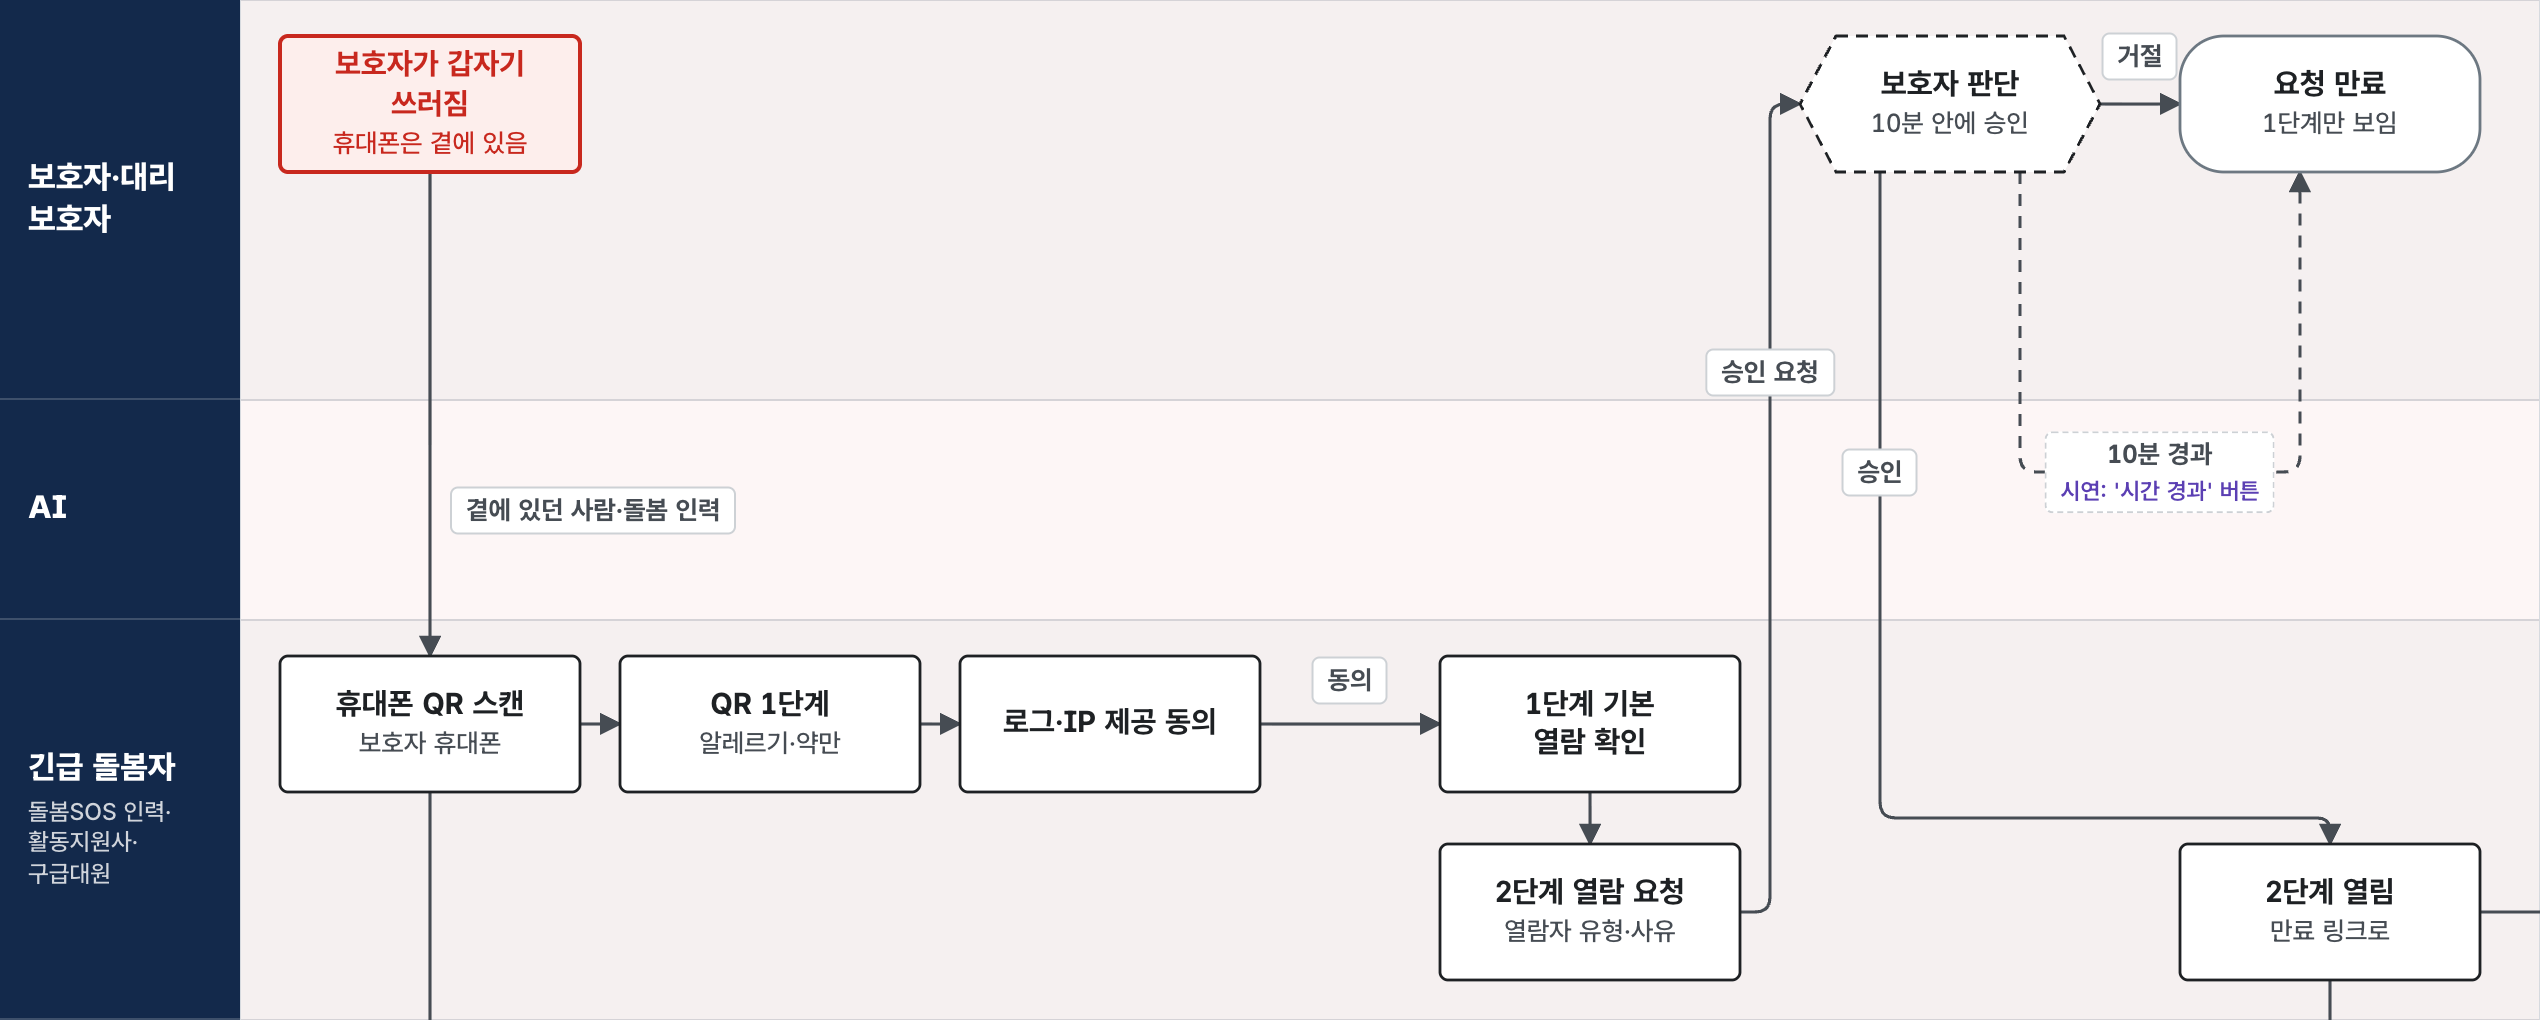 보호자·대리
보호자
보호자가 갑자기
쓰러짐
휴대폰은 곁에 있음
보호자 판단
10분 안에 승인
거절
요청 만료
1단계만 보임
승인 요청
AI
곁에 있던 사람·돌봄 인력
승인
10분 경과
시연: '시간 경과' 버튼
긴급 돌봄자
돌봄SOS 인력·
활동지원사·
구급대원
휴대폰 QR 스캔
보호자 휴대폰
QR 1단계
알레르기·약만
로그·IP 제공 동의
동의
1단계 기본
열람 확인
2단계 열람 요청
열람자 유형·사유
2단계 열림
만료 링크로